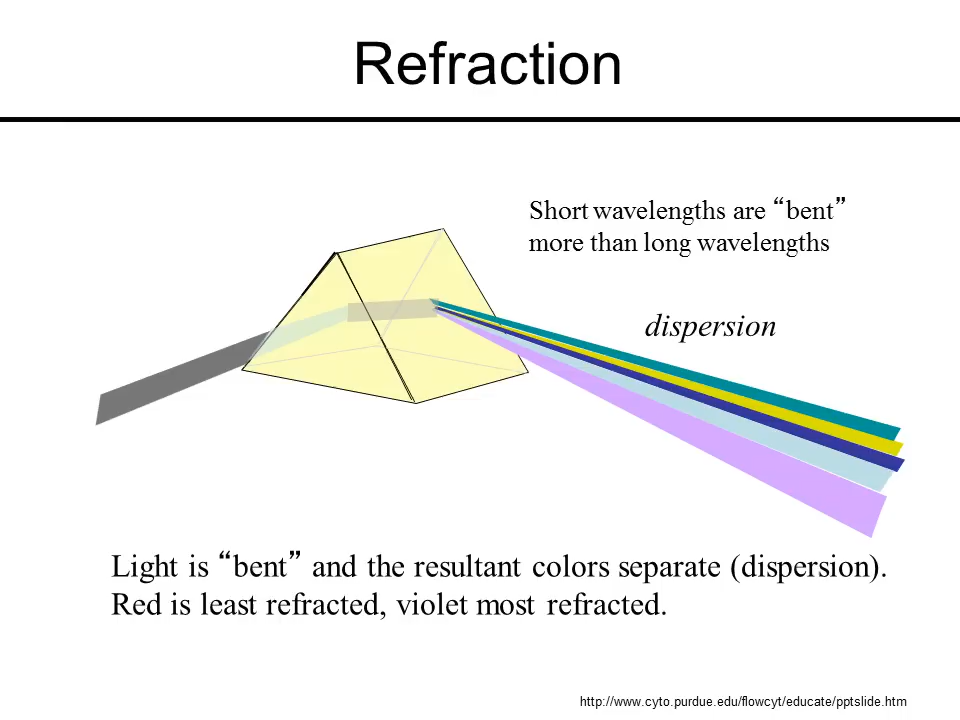 Refraction
Short wavelengths are “bent”
more than long wavelengths
dispersion
Light is “bent” and the resultant colors separate (dispersion).
Red is least refracted, violet most refracted.
http://www.cyto.purdue.edu/flowcyt/educate/pptslide.htm